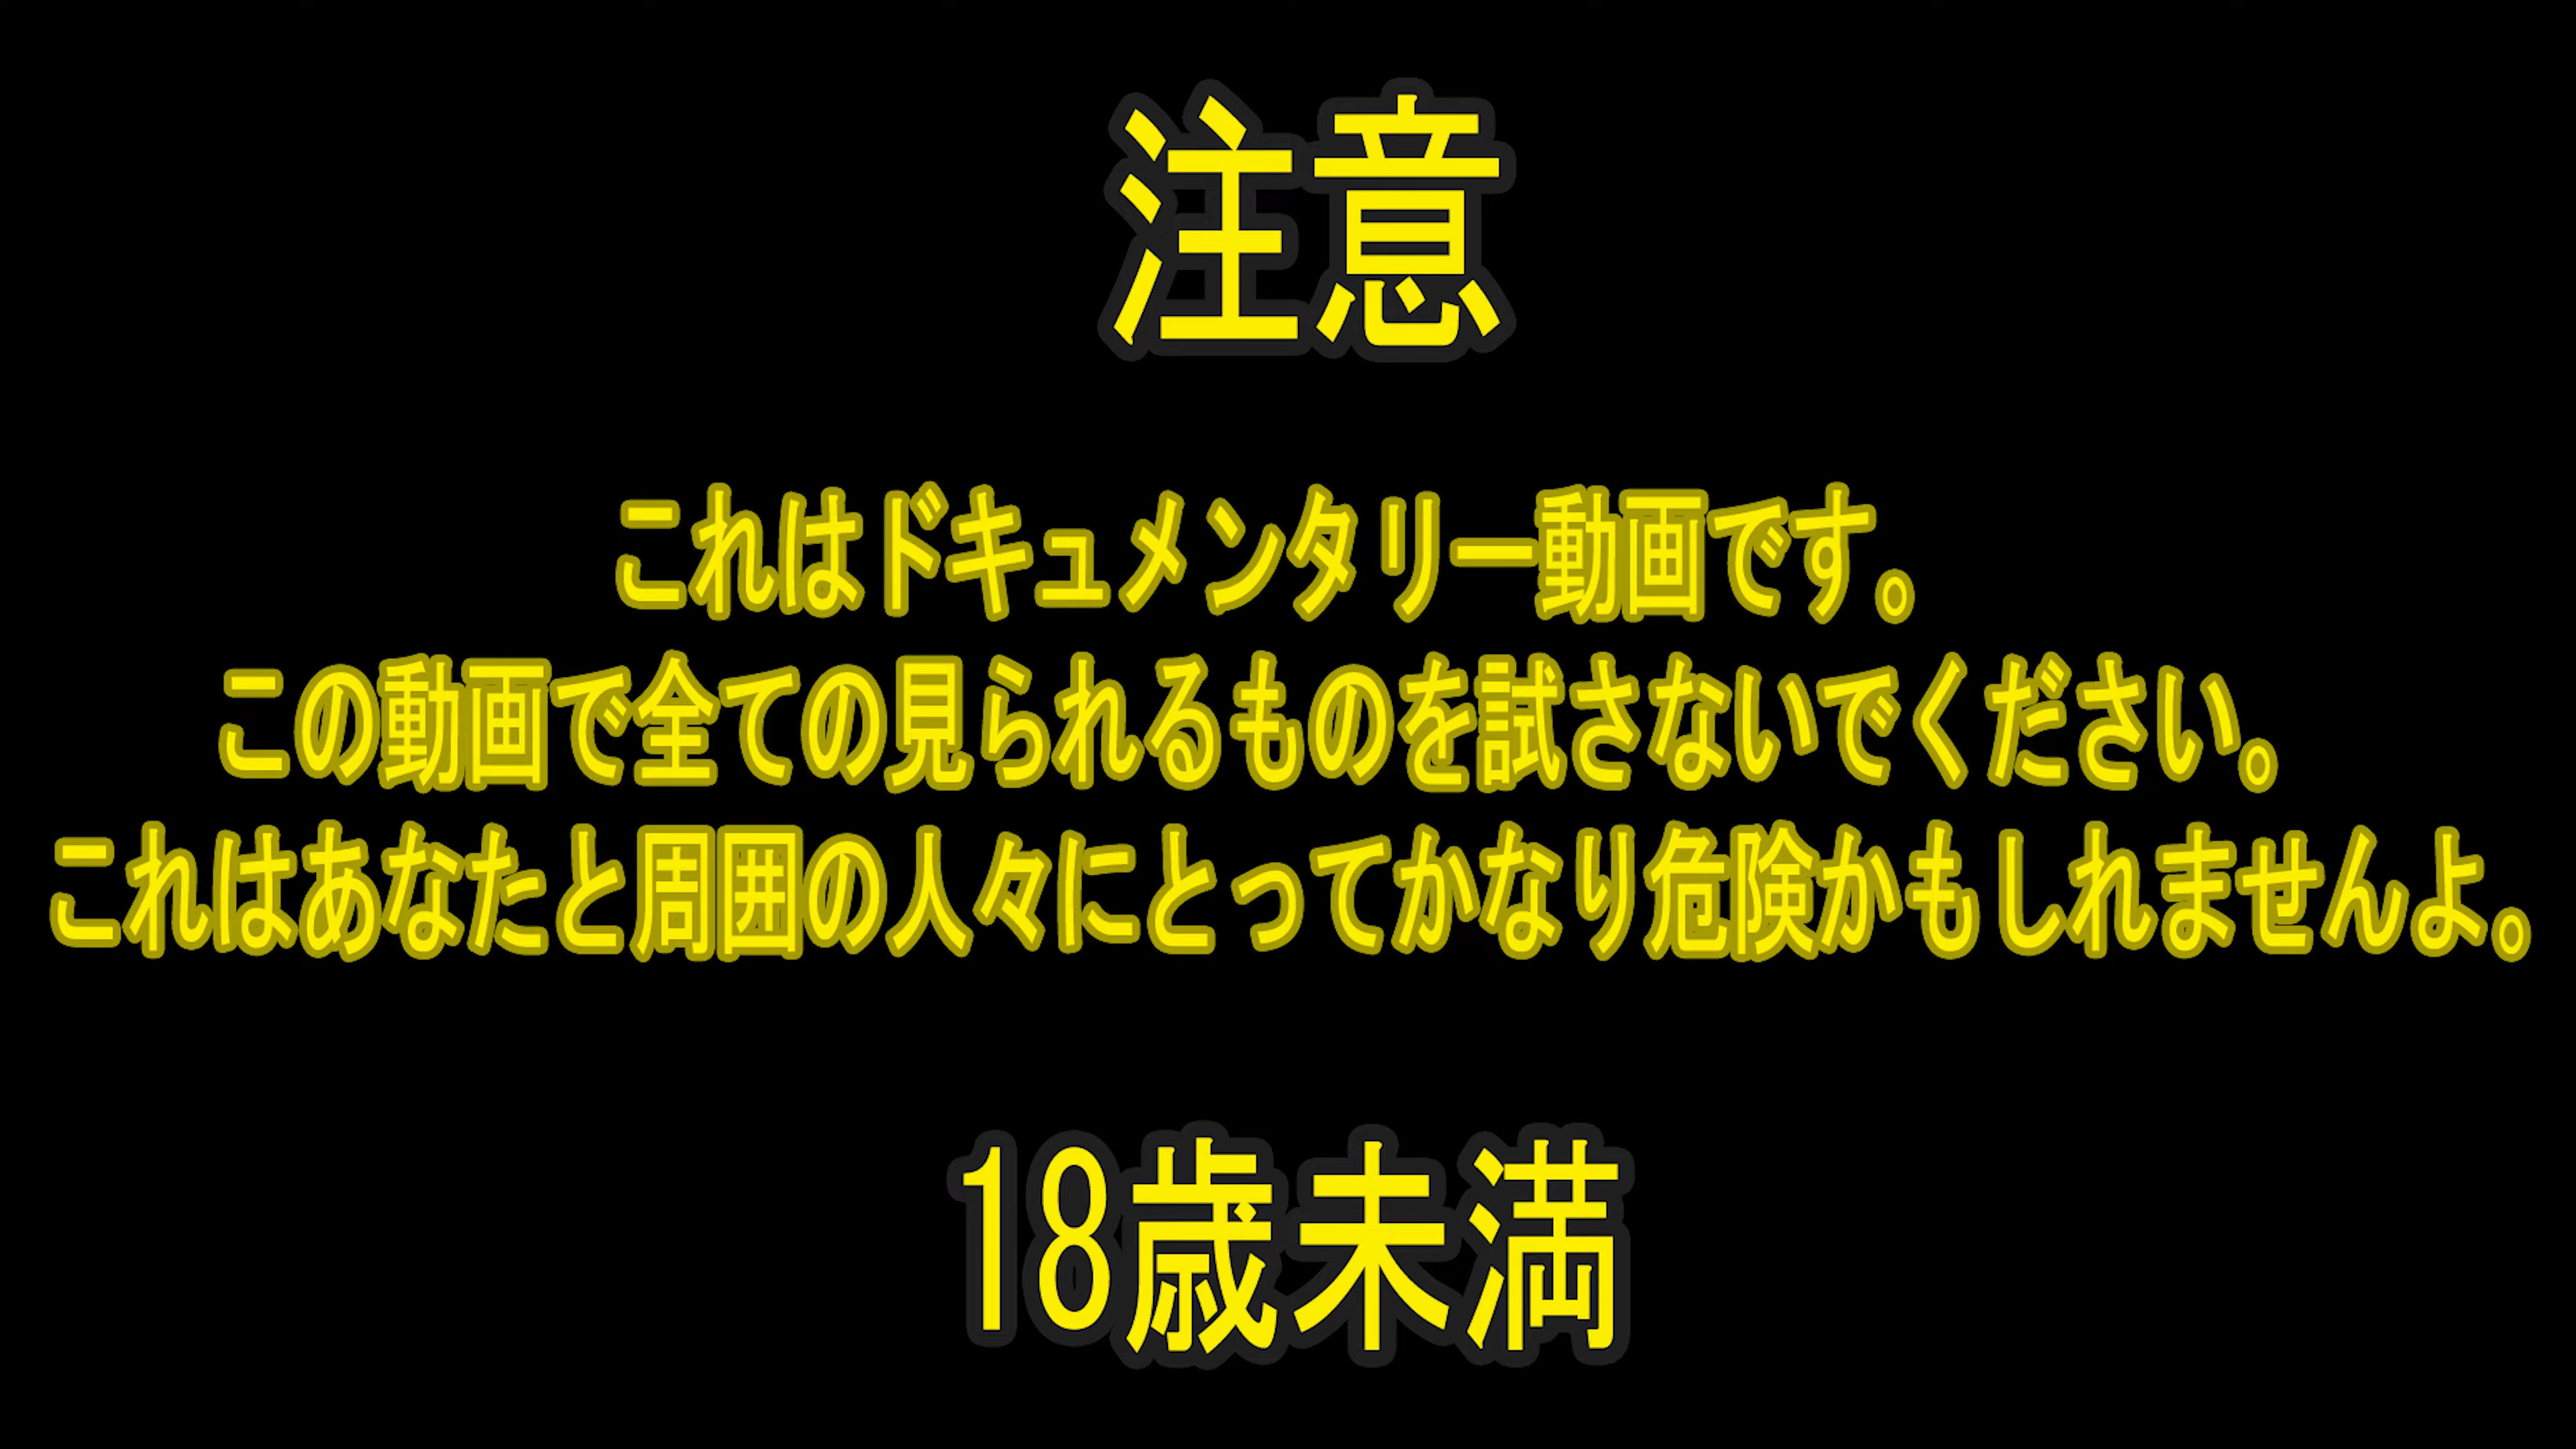 注意
これはドキュメンタリー動画です。
この動画で全ての見られるものを試さないでください。
これはあなたと周囲の人々にとってかなり危険かもしれませんよ。
18歳未満